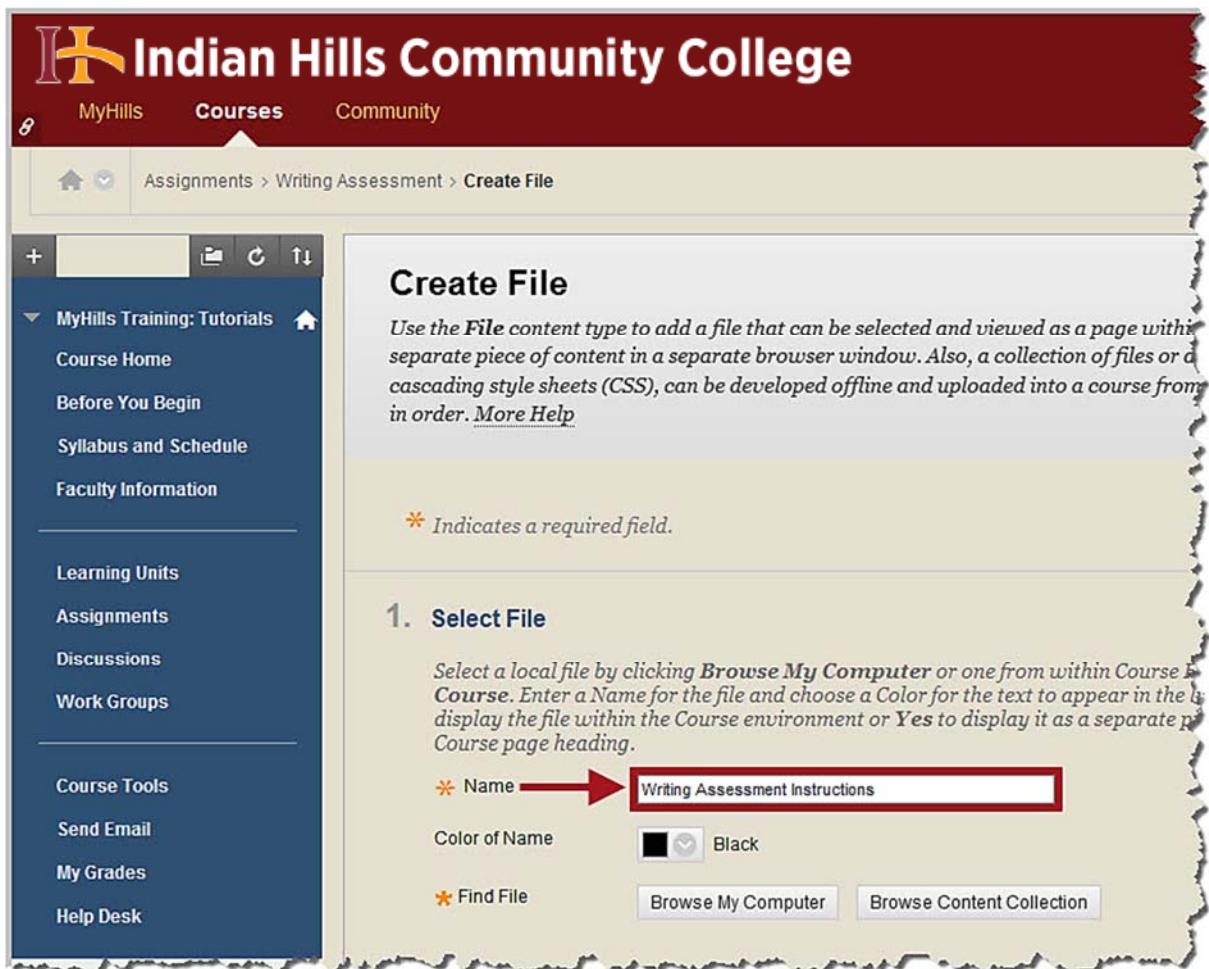 Indian Hills Community College
MyHills Courses Community
Assignments > Writing Assessment > Create File
MyHills Training: Tutorials
Course Home
Before You Begin
Syllabus and Schedule
Faculty Information
Learning Units
Assignments
Discussions
Work Groups
Course Tools
Send Email
My Grades
Help Desk
Create File
Use the File content type to add a file that can be selected and viewed as a page within
separate piece of content in a separate browser window. Also, a collection of files or
cascading style sheets (CSS), can be developed offline and uploaded into a course from
in order. More Help
* Indicates a required field.
1. Select File
Select a local file by clicking Browse My Computer or one from within Course
Course. Enter a Name for the file and choose a Color for the text to appear in the
display the file within the Course environment or Yes to display it as a separate
Course page heading.
* Name Writing Assessment Instructions
Color of Name Black
* Find File Browse My Computer Browse Content Collection